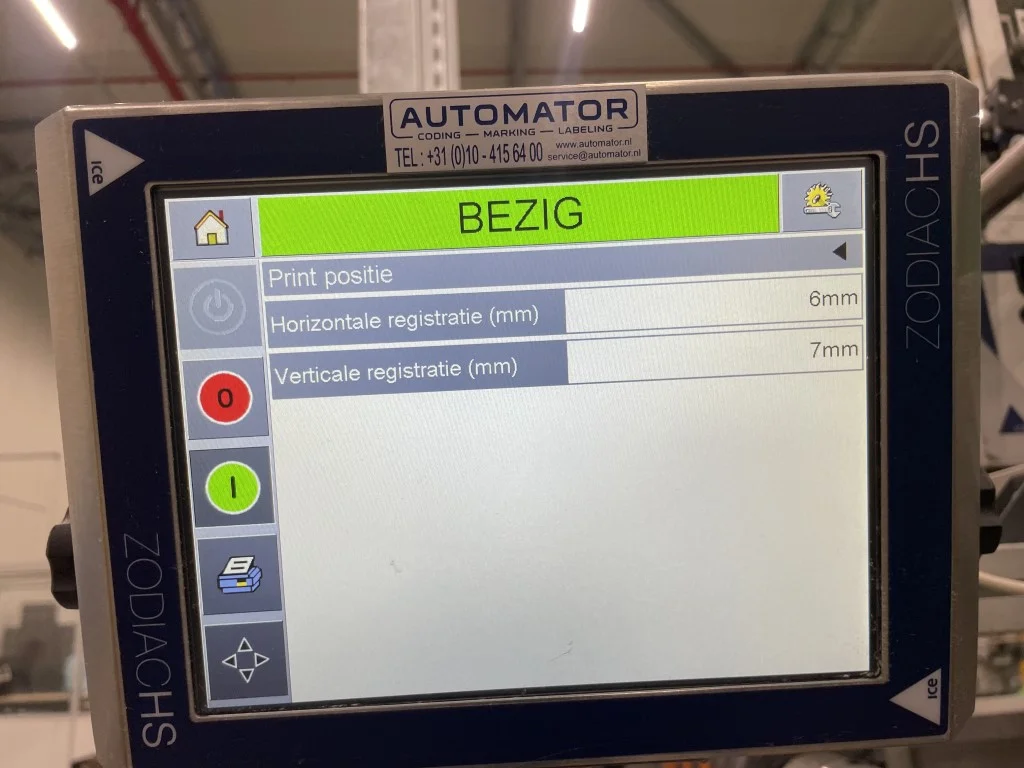 AUTOMATOR
CODING — MARKING — LABELING
TEL : +31 (0)10 - 415 64 00
www.automator.nl
service@automator.nl
ICE
ZODIACHS
BEZIG
Print positie
Horizontale registratie (mm)
6mm
Verticale registratie (mm)
7mm
O
I
ZODIACHS
ICE